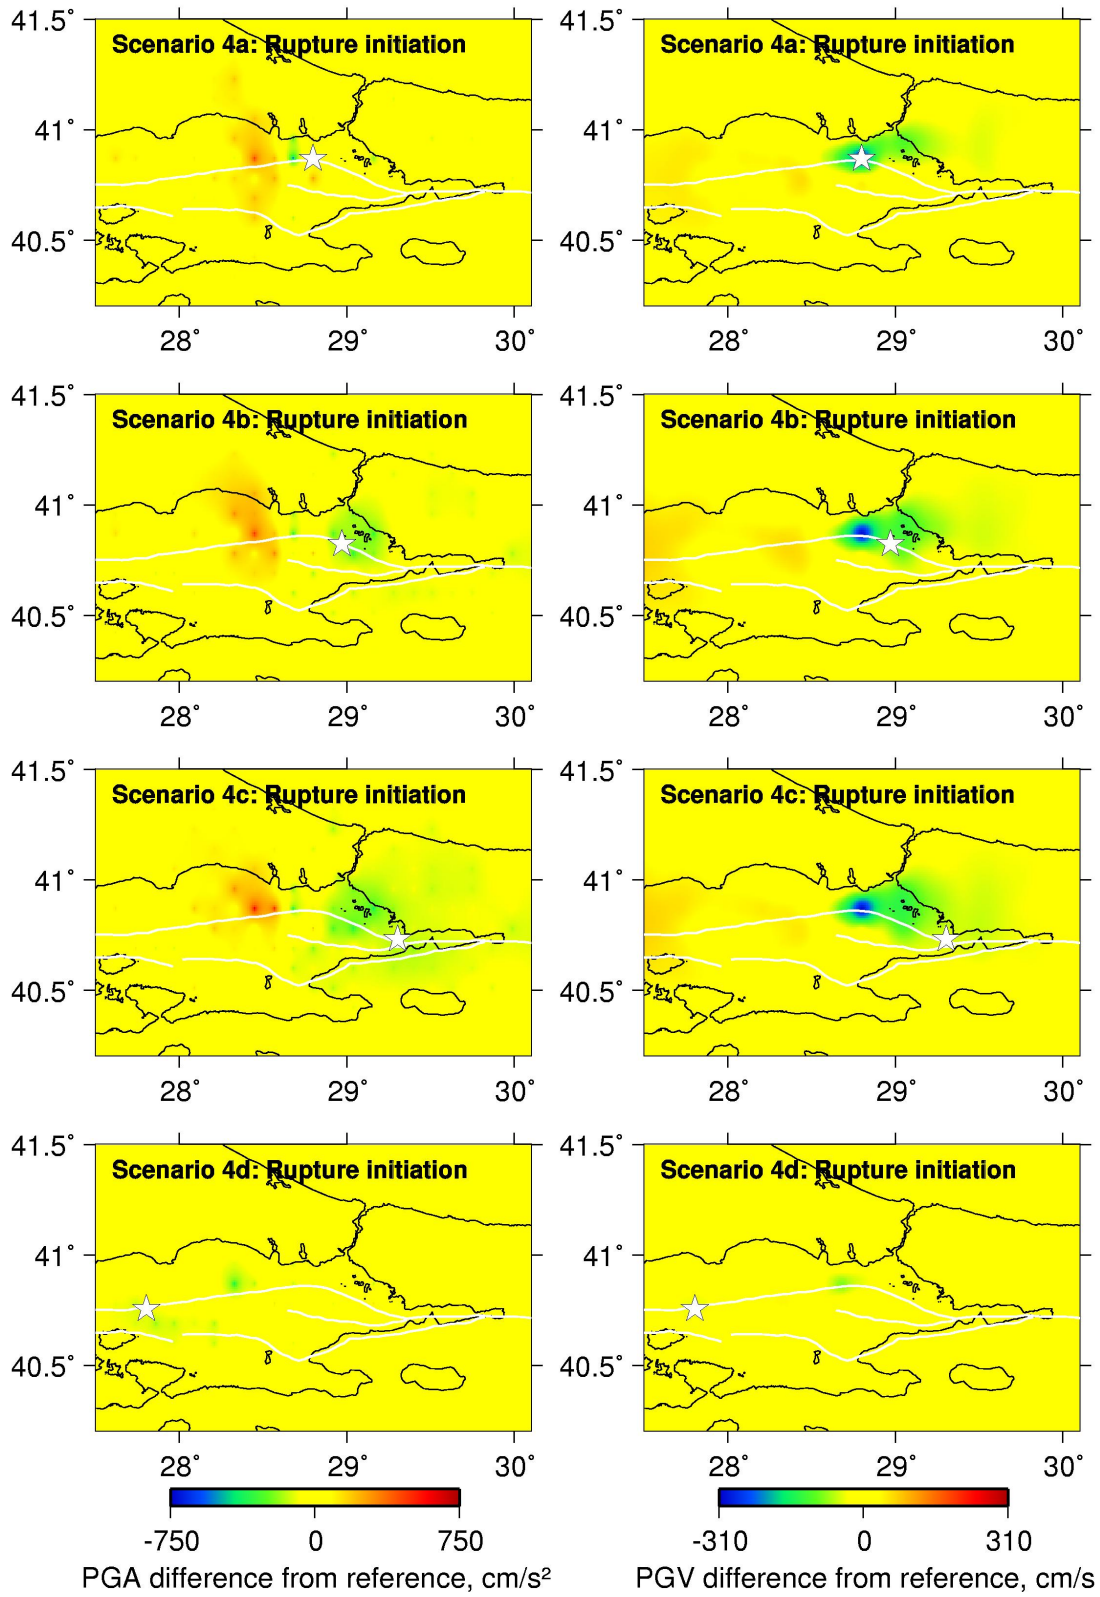 41.5° 41.5°
Scenario 4a: Rupture initiation Scenario 4a: Rupture initiation
41° 41°
40.5° 40.5°
28° 29° 30° 28° 29° 30°
41.5° 41.5°
Scenario 4b: Rupture initiation Scenario 4b: Rupture initiation
41° 41°
40.5° 40.5°
28° 29° 30° 28° 29° 30°
41.5° 41.5°
Scenario 4c: Rupture initiation Scenario 4c: Rupture initiation
41° 41°
40.5° 40.5°
28° 29° 30° 28° 29° 30°
41.5° 41.5°
Scenario 4d: Rupture initiation Scenario 4d: Rupture initiation
41° 41°
40.5° 40.5°
28° 29° 30° 28° 29° 30°
-750 0 750 -310 0 310
PGA difference from reference, cm/s² PGV difference from reference, cm/s